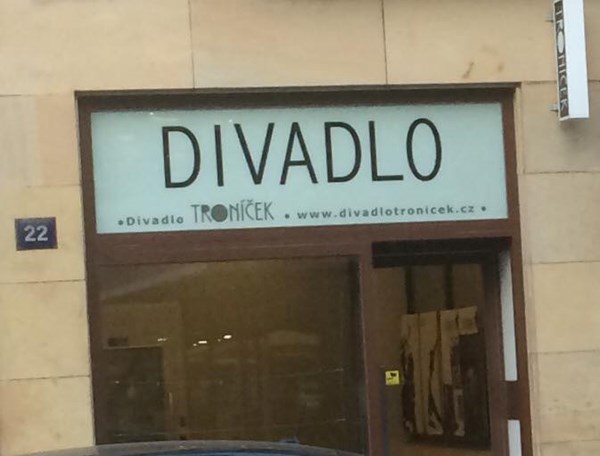 DIVADLO
•Divadlo TRONÍČEK • www.divadlotronicek.cz •
22
TRONÍČEK